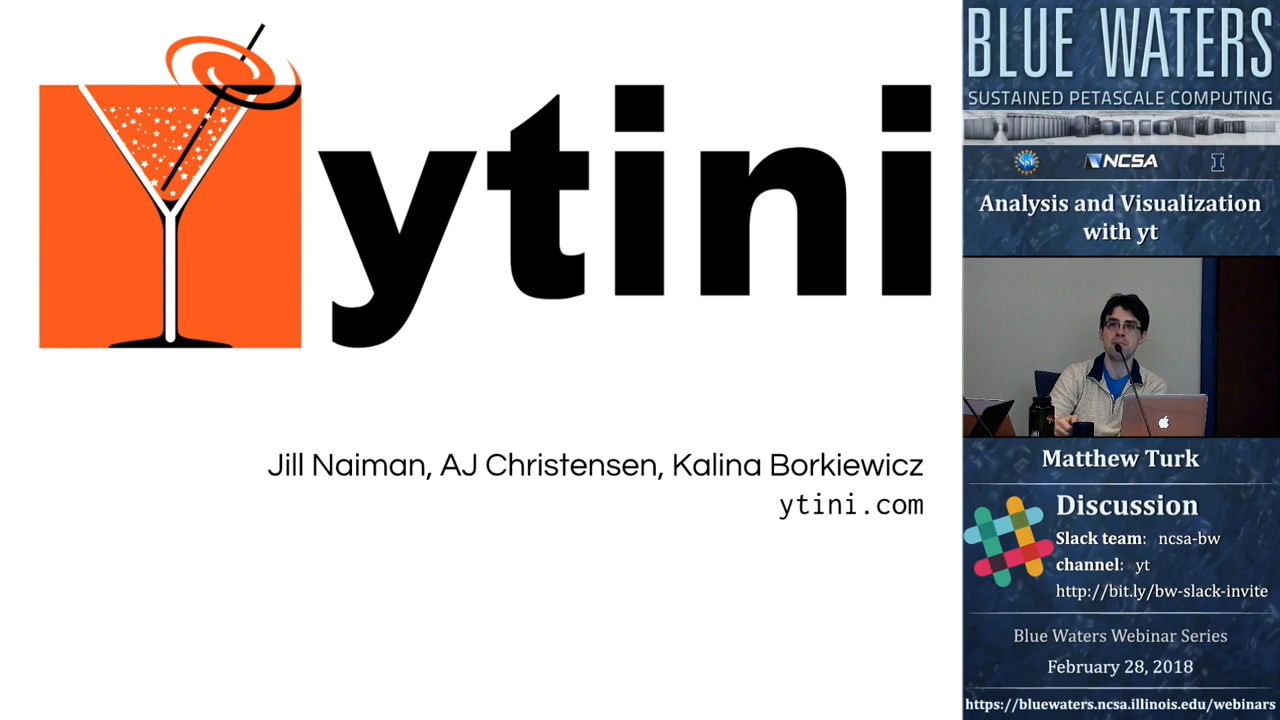 ytini
Jill Naiman, AJ Christensen, Kalina Borkiewicz
ytini.com
BLUE WATERS
SUSTAINED PETASCALE COMPUTING
NSF
NCSA
I
Analysis and Visualization
with yt
Matthew Turk
Discussion
Slack team: ncsa-bw
channel: yt
http://bit.ly/bw-slack-invite
Blue Waters Webinar Series
February 28, 2018
https://bluewaters.ncsa.illinois.edu/webinars